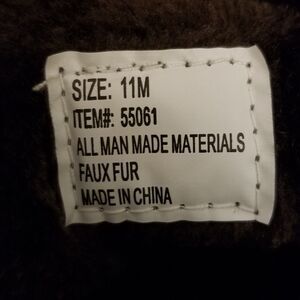 SIZE: 11M
ITEM#: 55061
ALL MAN MADE MATERIALS
FAUX FUR
MADE IN CHINA